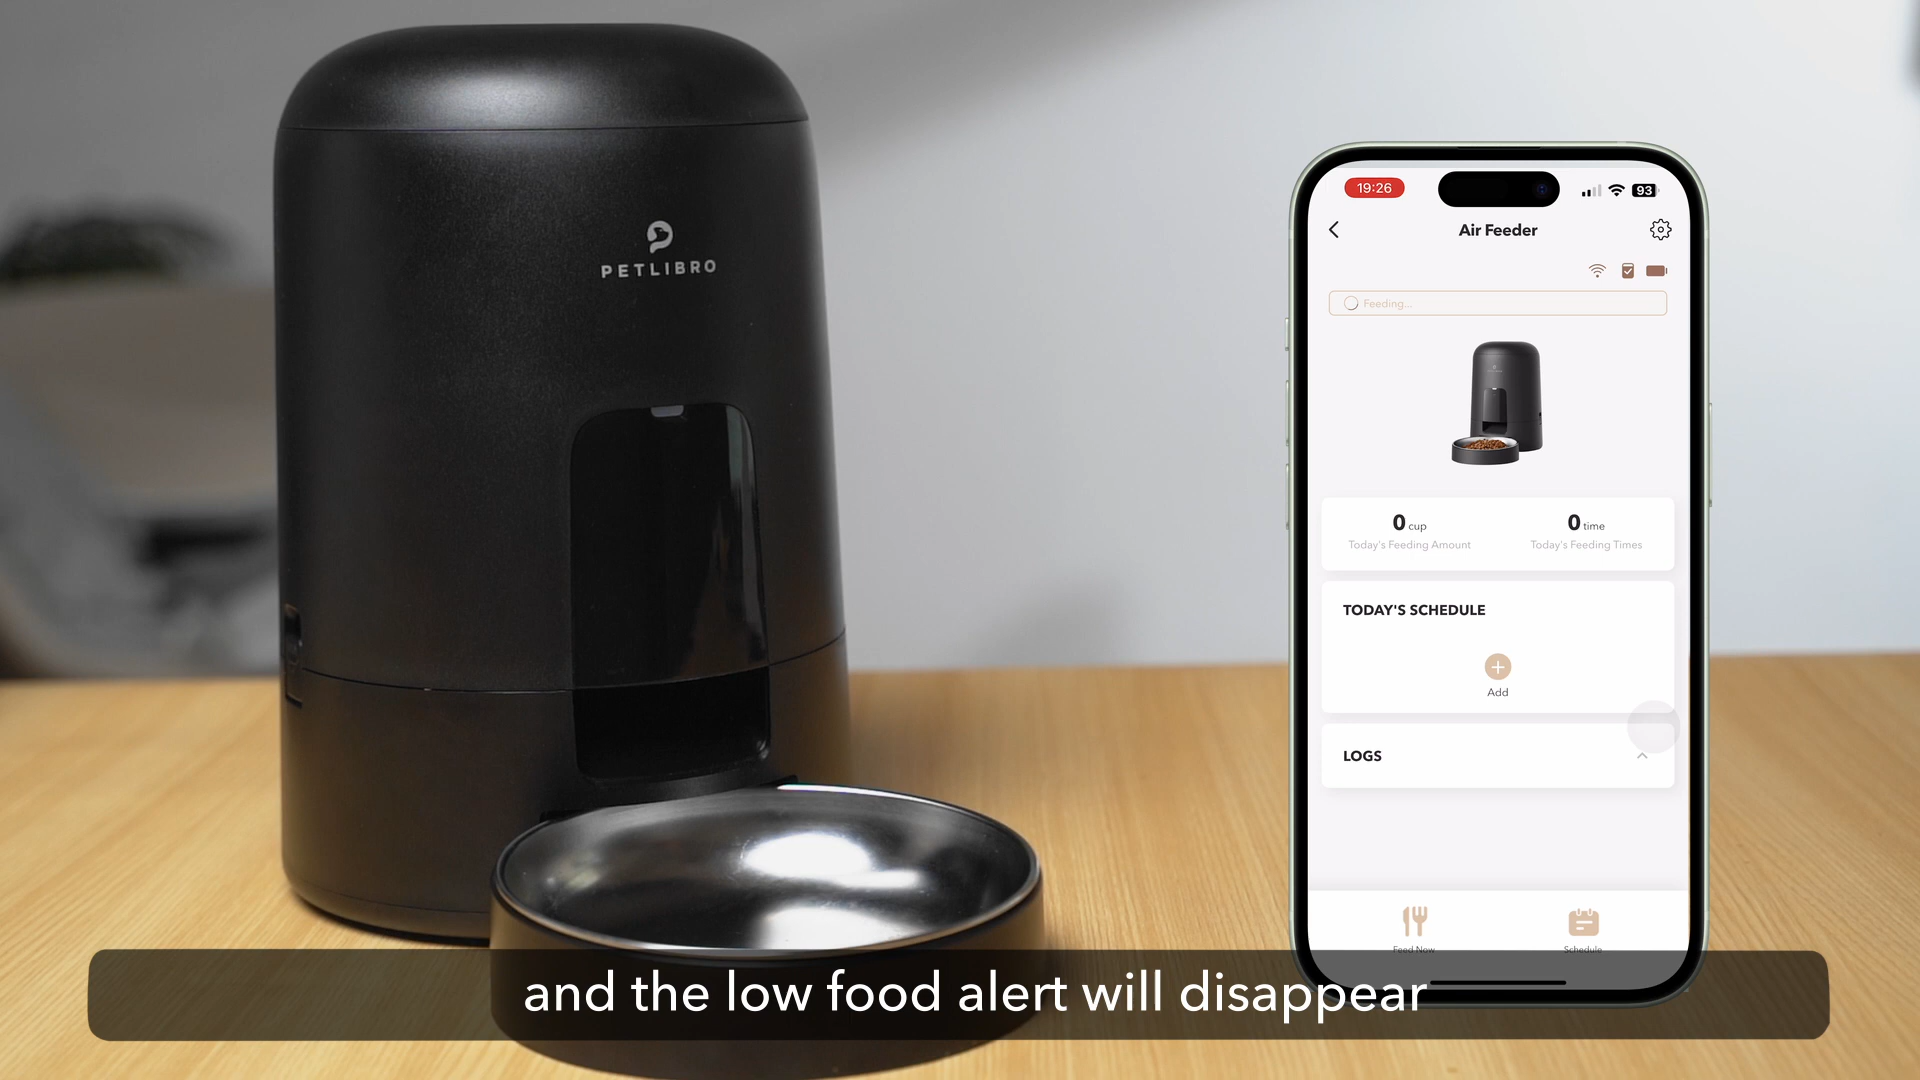 PETLIBRO
19:26
93
Air Feeder
Feeding...
0 cup
Today's Feeding Amount
0 time
Today's Feeding Times
TODAY'S SCHEDULE
Add
LOGS
Feed Now
Schedule
and the low food alert will disappear